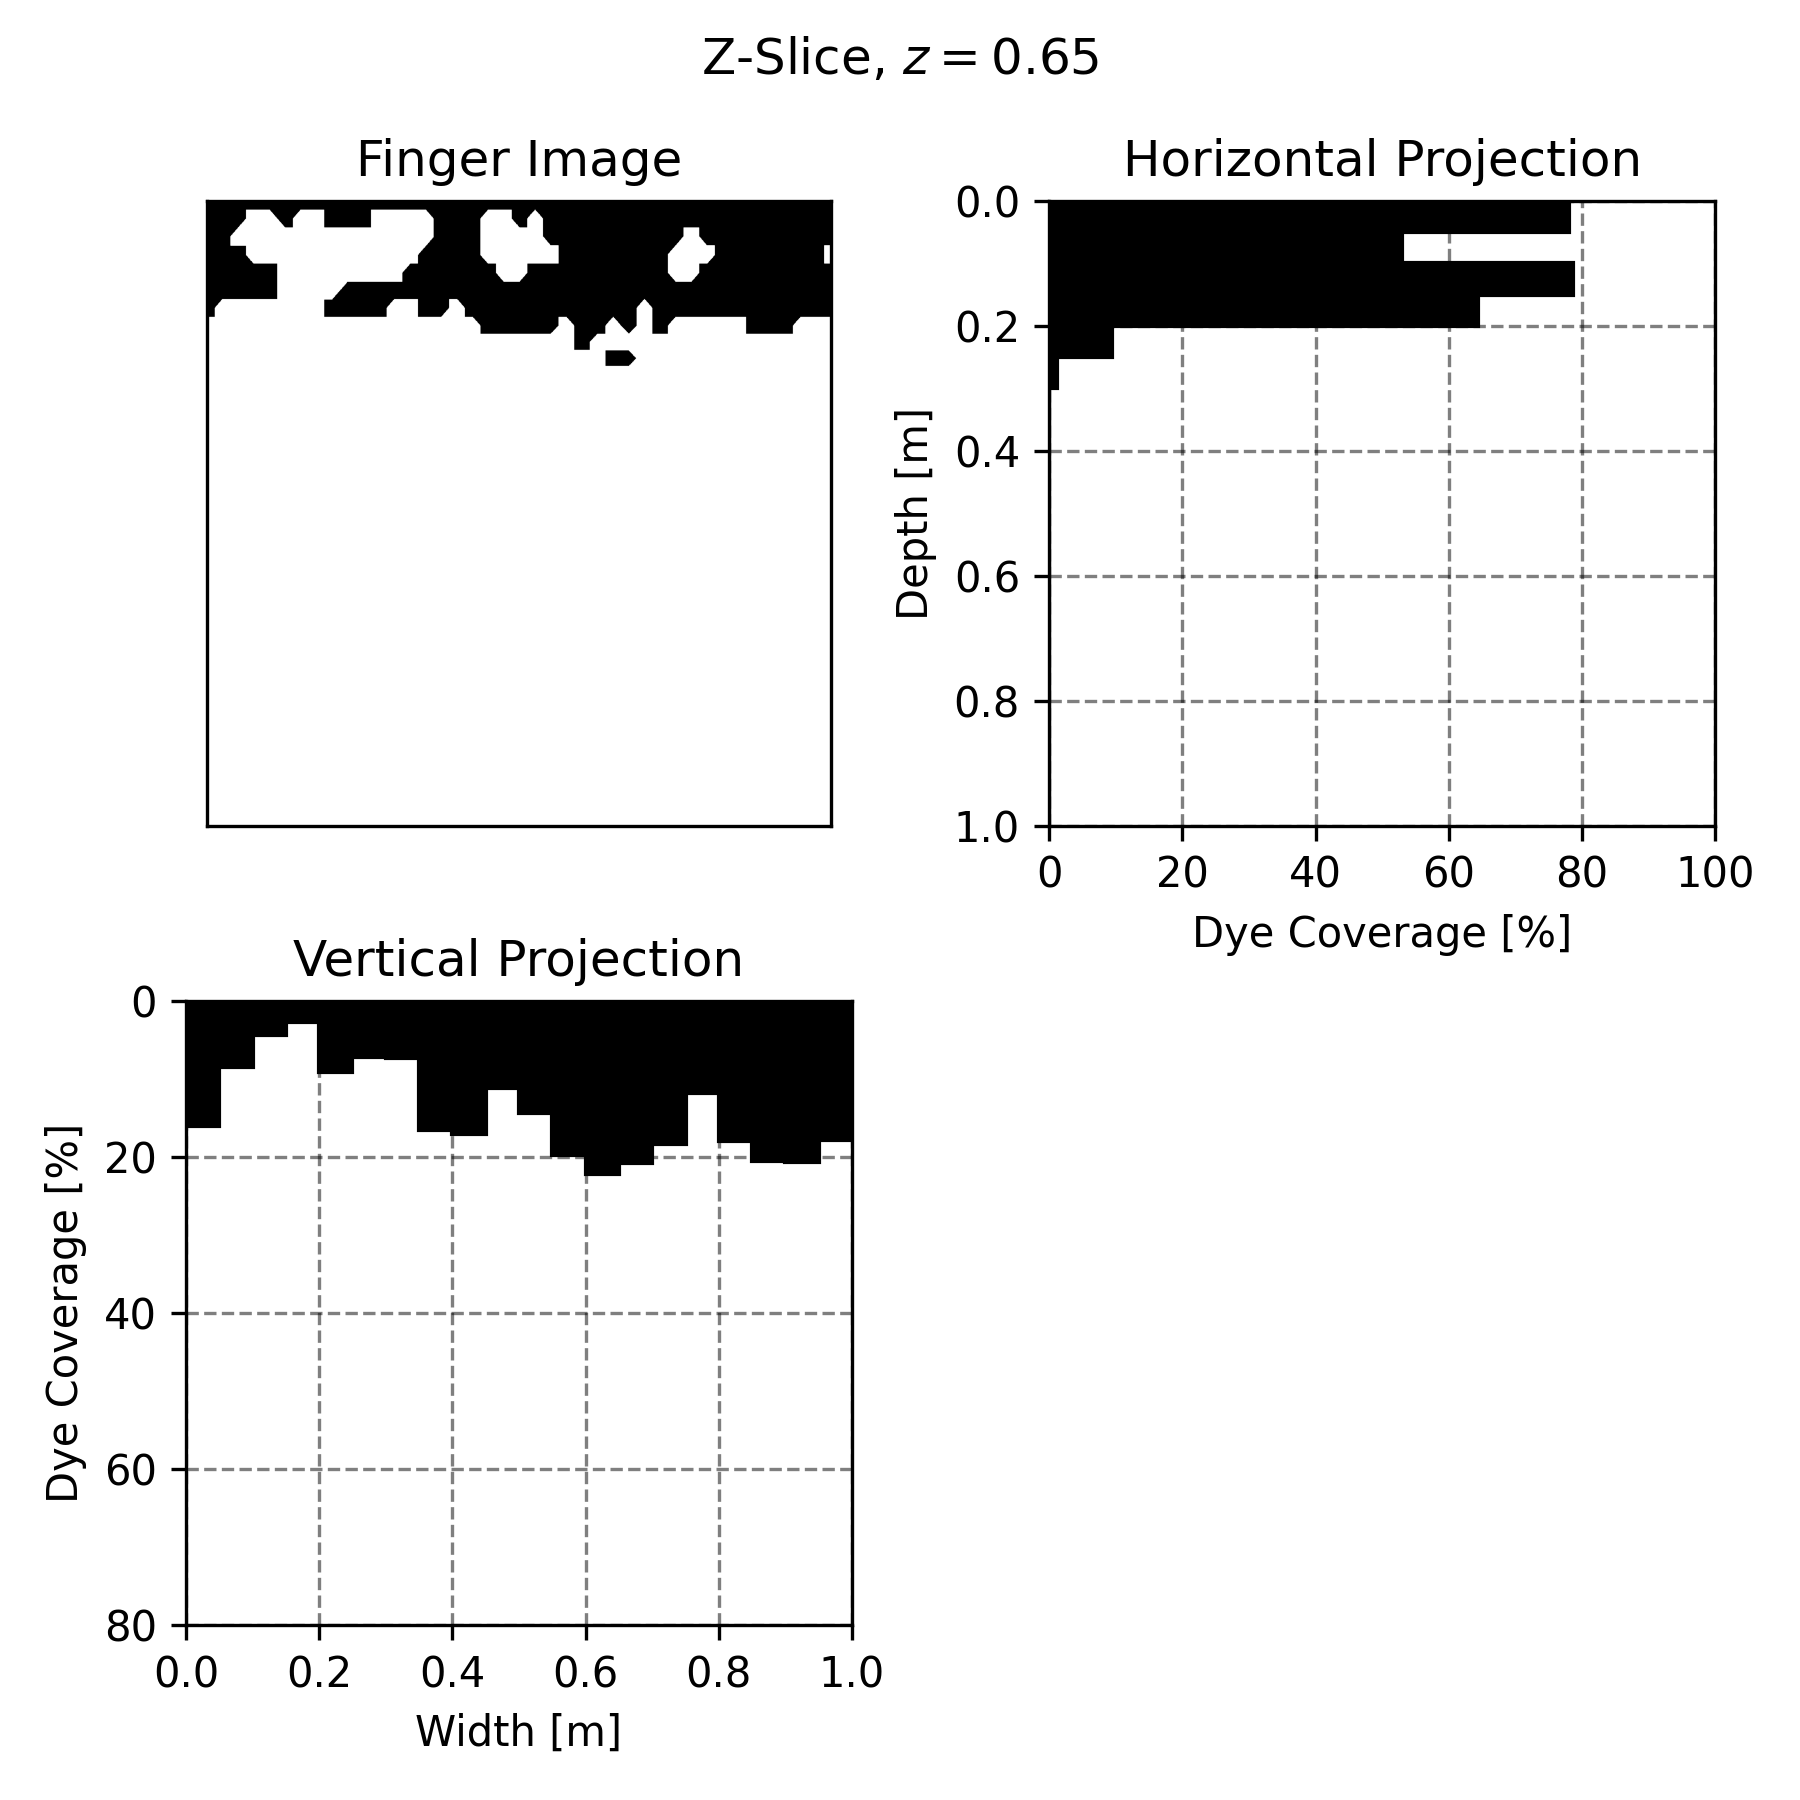 Z-Slice, z = 0.65
Finger Image
Horizontal Projection
0.0
0.2
0.4
0.6
0.8
1.0
Depth [m]
0 20 40 60 80 100
Dye Coverage [%]
Vertical Projection
0
20
40
60
80
Dye Coverage [%]
0.0 0.2 0.4 0.6 0.8 1.0
Width [m]